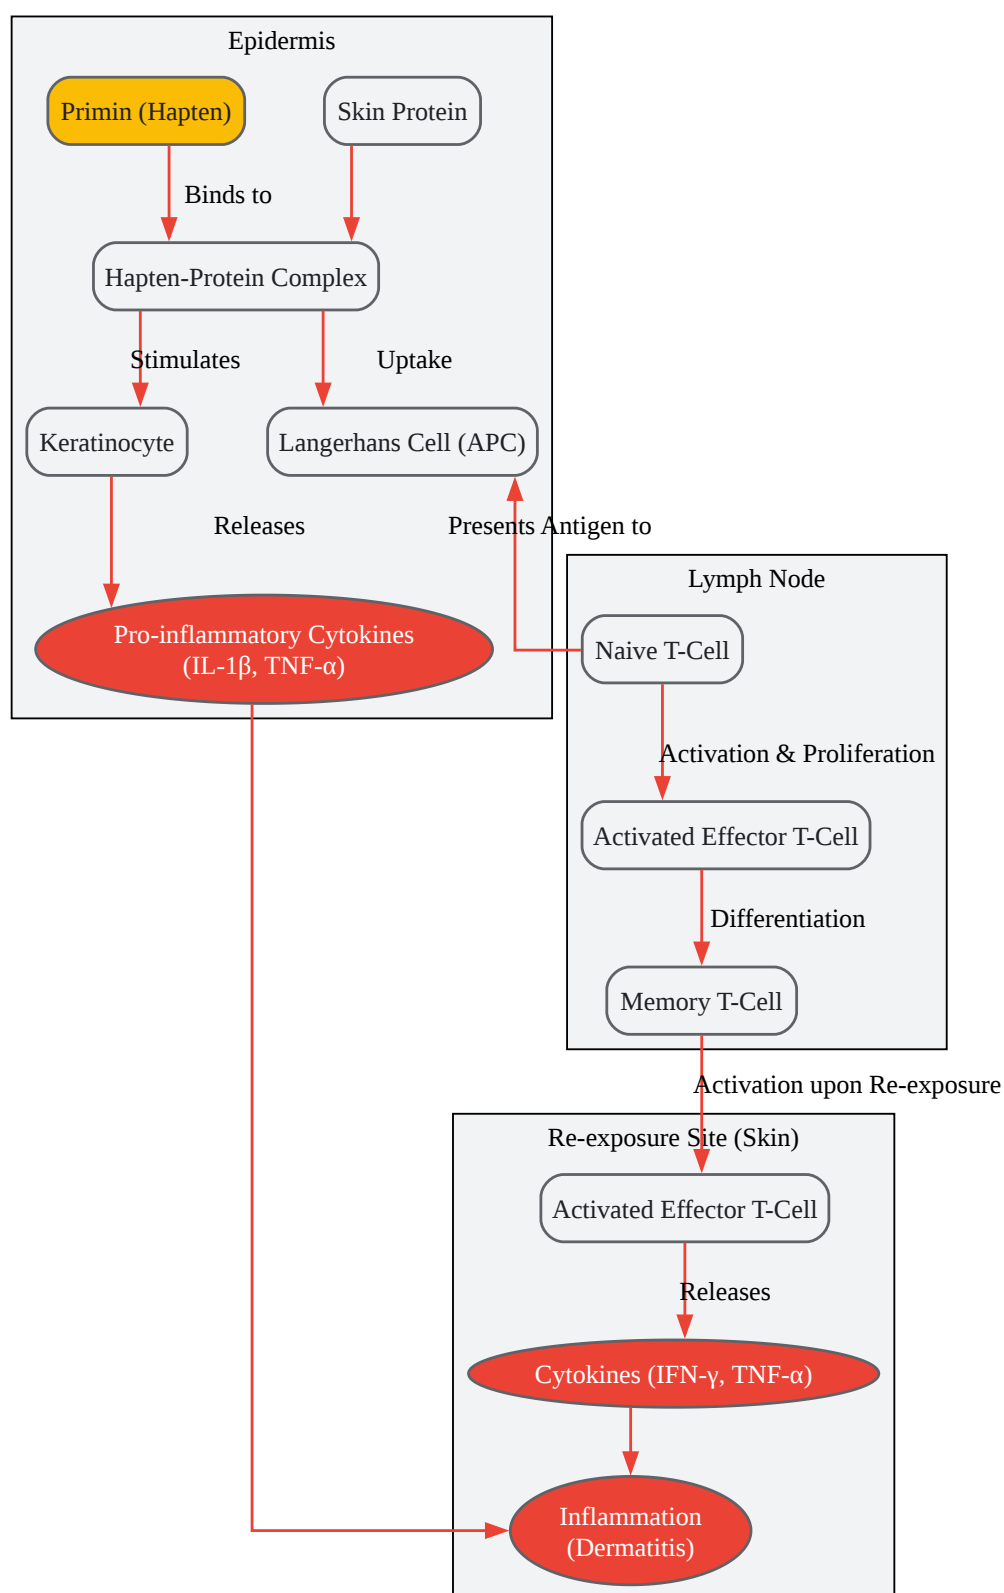 Epidermis
Primin (Hapten)
Skin Protein
Binds to
Hapten-Protein Complex
Stimulates
Uptake
Keratinocyte
Langerhans Cell (APC)
Releases
Presents Antigen to
Lymph Node
Pro-inflammatory Cytokines
(IL-1β, TNF-α)
Naive T-Cell
Activation & Proliferation
Activated Effector T-Cell
Differentiation
Memory T-Cell
Activation upon Re-exposure
Re-exposure Site (Skin)
Activated Effector T-Cell
Releases
Cytokines (IFN-γ, TNF-α)
Inflammation
(Dermatitis)